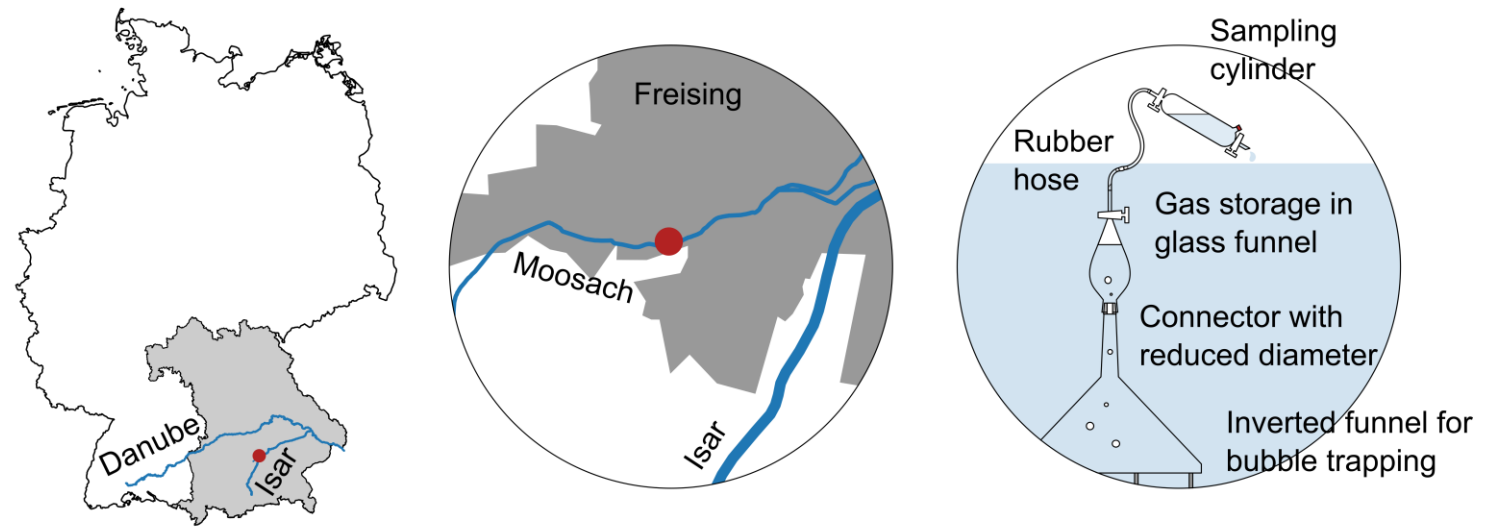 Danube
Isar
Freising
Moosach
Isar
Sampling
cylinder
Rubber
hose
Gas storage in
glass funnel
Connector with
reduced diameter
Inverted funnel for
bubble trapping